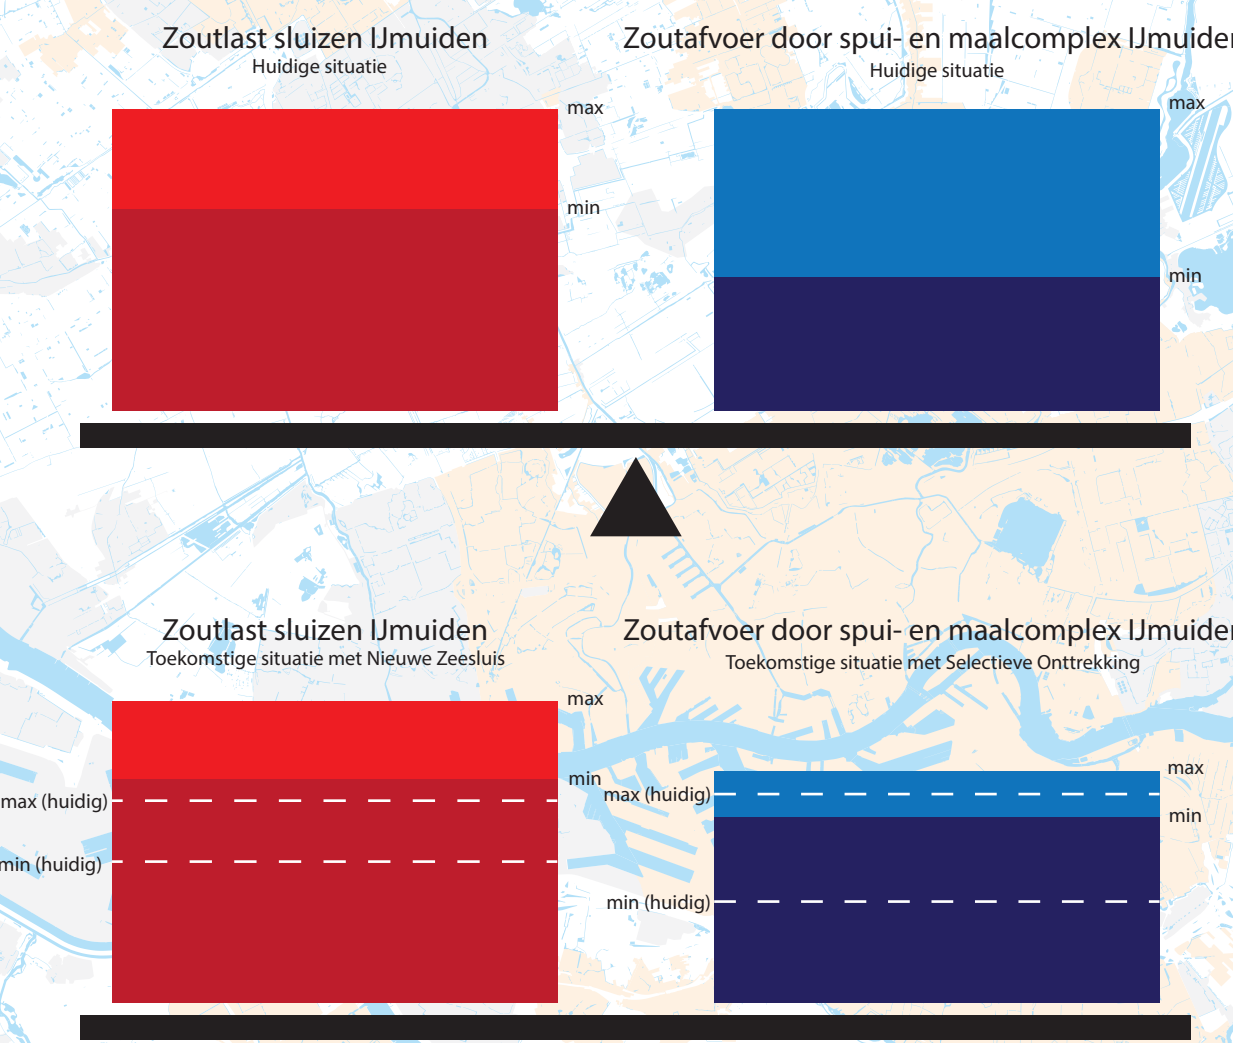 Zoutlast sluizen IJmuiden
Huidige situatie
max
min
Zoutafvoer door spui- en maalcomplex IJmuiden
Huidige situatie
max
min
Zoutlast sluizen IJmuiden
Toekomstige situatie met Nieuwe Zeesluis
max
min
max (huidig)
min (huidig)
Zoutafvoer door spui- en maalcomplex IJmuiden
Toekomstige situatie met Selectieve Onttrekking
max
max (huidig)
min
min (huidig)